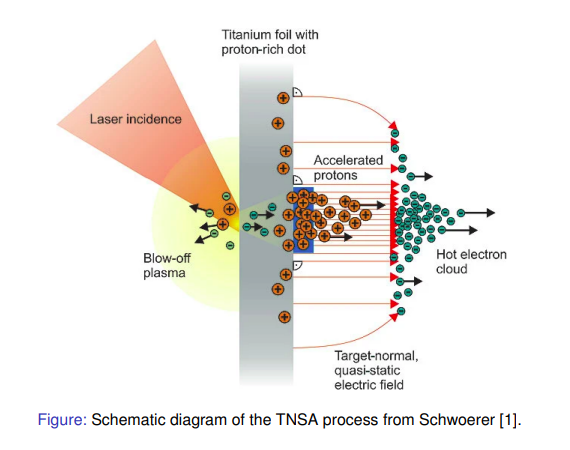 Titanium foil with
proton-rich dot
Laser incidence
Accelerated
protons
Blow-off
plasma
Hot electron
cloud
Target-normal,
quasi-static
electric field
Figure: Schematic diagram of the TNSA process from Schwoerer [1].